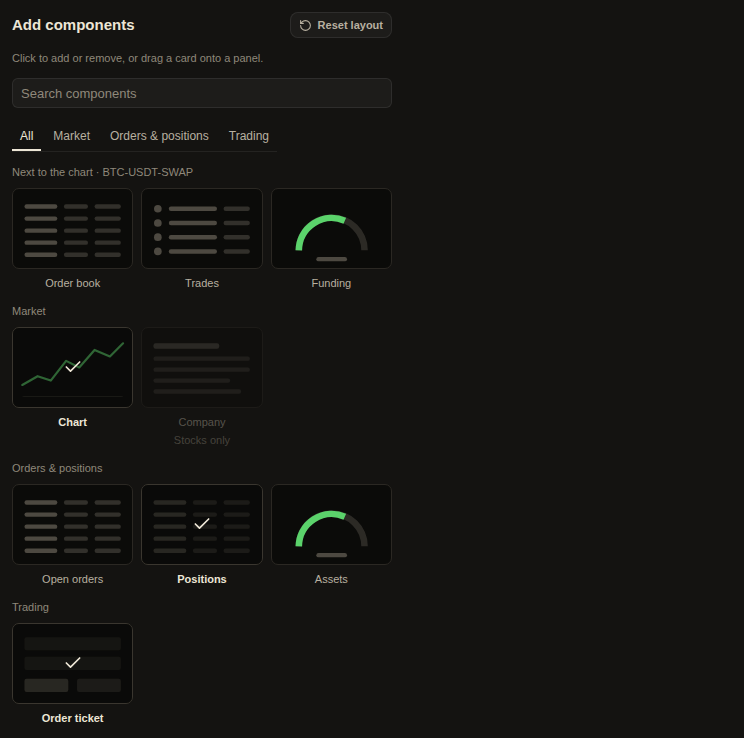 Add components
Reset layout
Click to add or remove, or drag a card onto a panel.
Search components
All
Market
Orders & positions
Trading
Next to the chart · BTC-USDT-SWAP
Order book
Trades
Funding
Market
Chart
Company
Stocks only
Orders & positions
Open orders
Positions
Assets
Trading
Order ticket